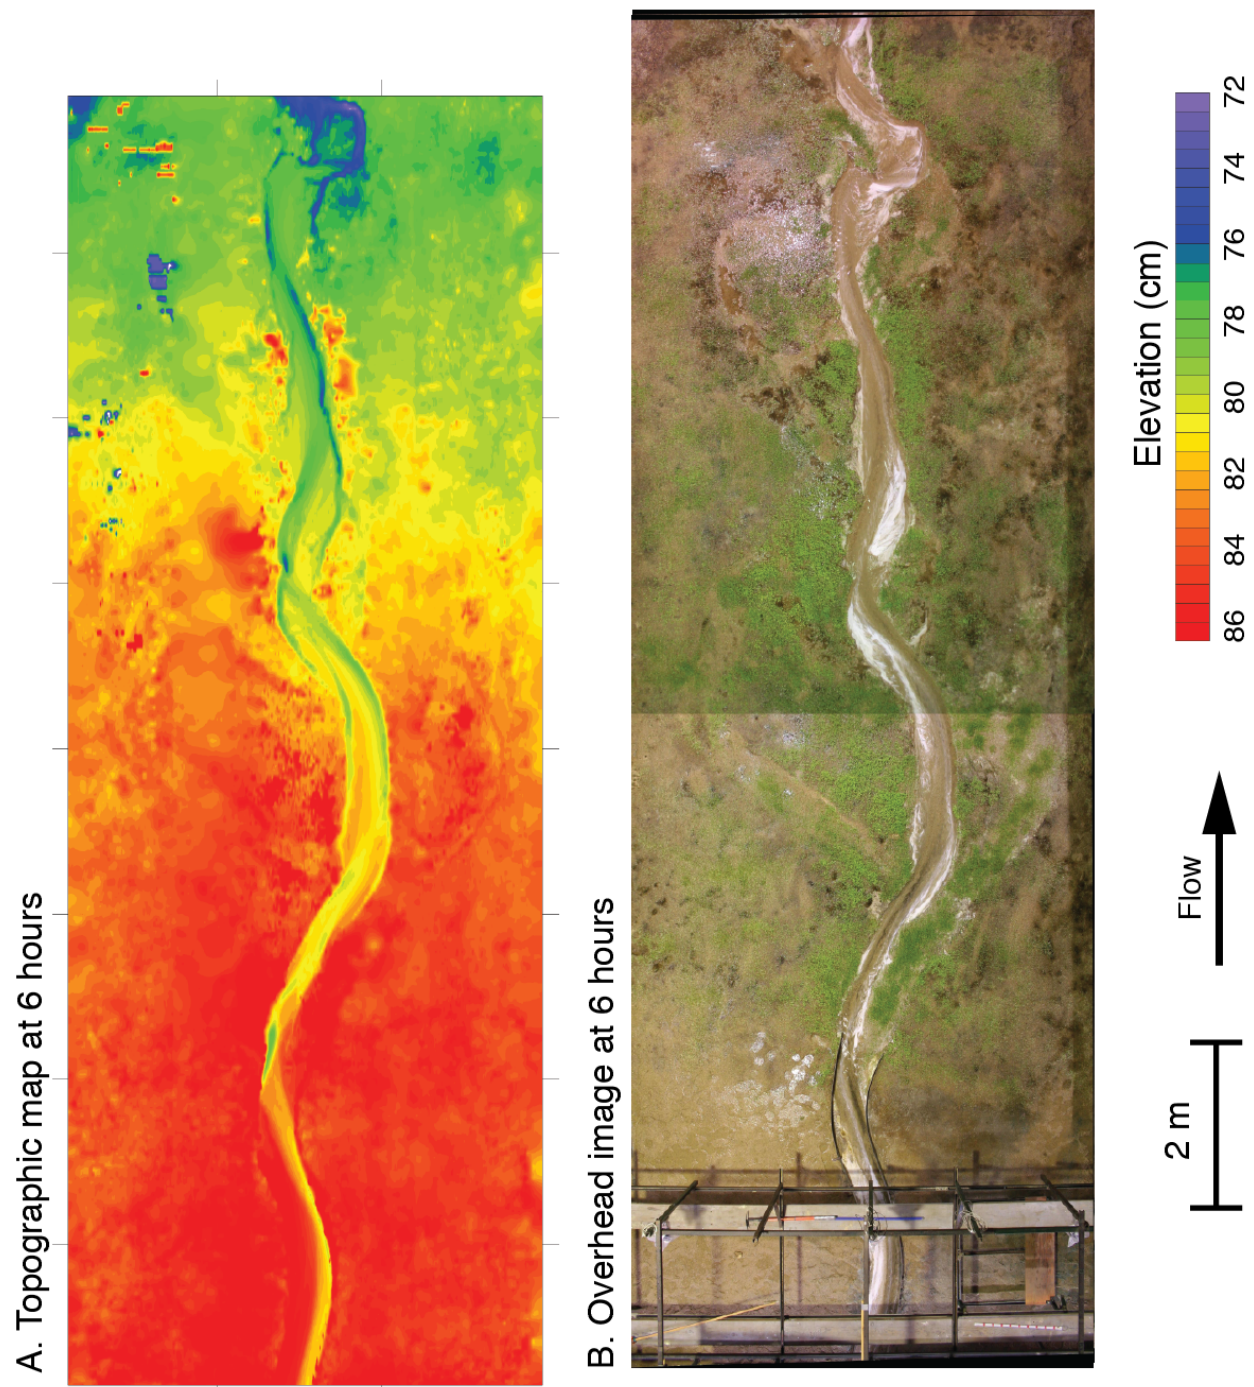 A. Topographic map at 6 hours
B. Overhead image at 6 hours
2 m
Flow
Elevation (cm)
86 84 82 80 78 76 74 72